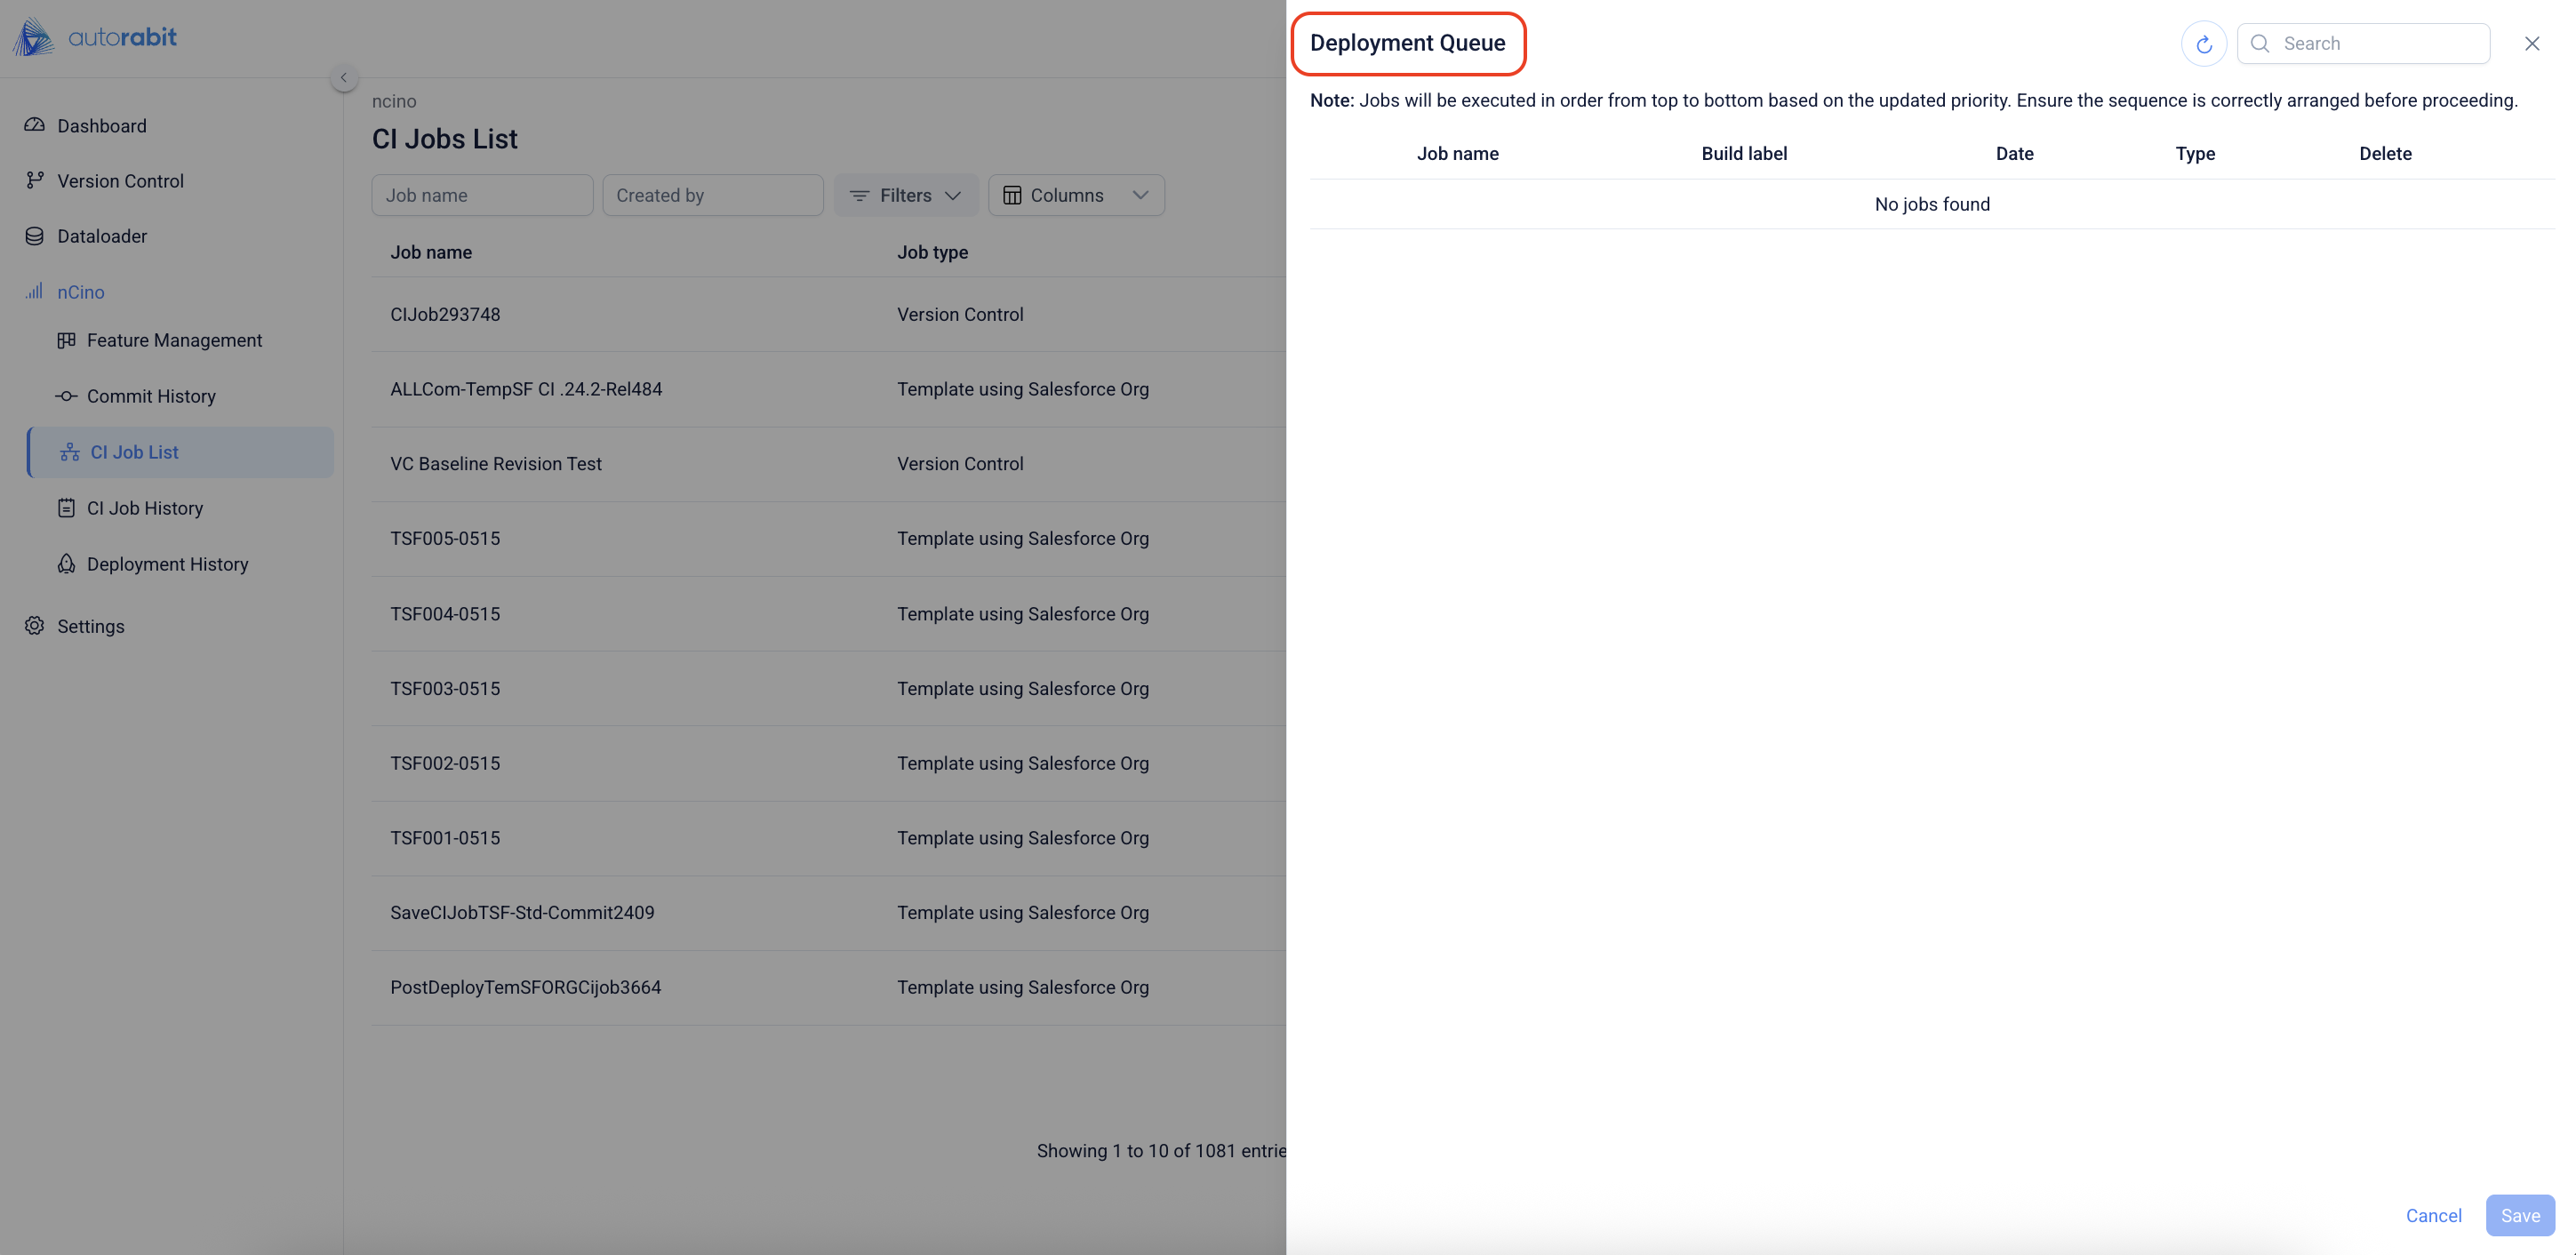 autorabit
Dashboard
Version Control
Dataloader
nCino
Feature Management
Commit History
CI Job List
CI Job History
Deployment History
Settings
ncino
CI Jobs List
Job name
Created by
Filters
Columns
Job name Job type
CIJob293748 Version Control
ALLCom-TempSF CI .24.2-Rel484 Template using Salesforce Org
VC Baseline Revision Test Version Control
TSF005-0515 Template using Salesforce Org
TSF004-0515 Template using Salesforce Org
TSF003-0515 Template using Salesforce Org
TSF002-0515 Template using Salesforce Org
TSF001-0515 Template using Salesforce Org
SaveCIJobTSF-Std-Commit2409 Template using Salesforce Org
PostDeployTemSFORGCijob3664 Template using Salesforce Org
Showing 1 to 10 of 1081 entrie
Deployment Queue
Search
Note: Jobs will be executed in order from top to bottom based on the updated priority. Ensure the sequence is correctly arranged before proceeding.
Job name Build label Date Type Delete
No jobs found
Cancel Save